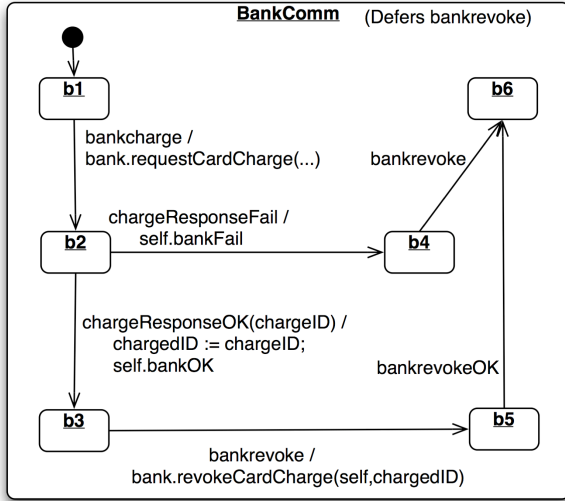 BankComm (Defers bankrevoke)
b1
b6
bankcharge /
bank.requestCardCharge(...)
bankrevoke
chargeResponseFail /
self.bankFail
b2
b4
chargeResponseOK(chargeID) /
chargedID := chargeID;
self.bankOK
bankrevokeOK
b3
b5
bankrevoke /
bank.revokeCardCharge(self,chargedID)